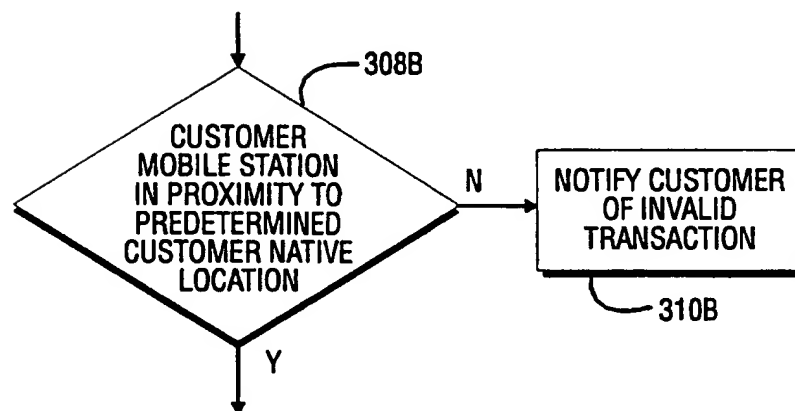 308B
CUSTOMER
MOBILE STATION
IN PROXIMITY TO
PREDETERMINED
CUSTOMER NATIVE
LOCATION
N
NOTIFY CUSTOMER
OF INVALID
TRANSACTION
310B
Y